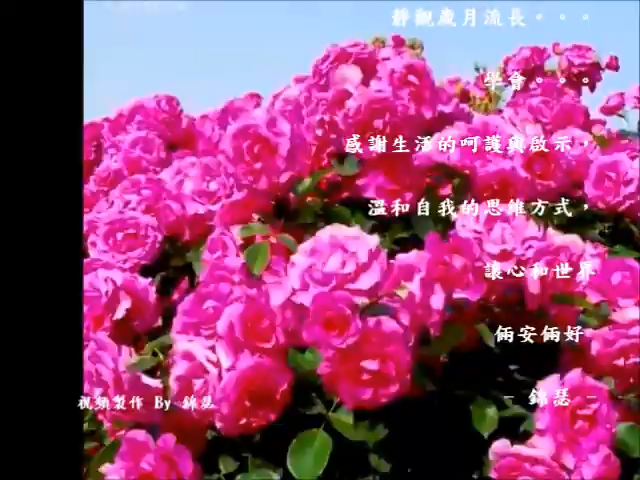 靜觀歲月流長。。。
學會。。。
感謝生活的呵護與啟示，
溫和自我的思維方式，
讓心和世界
倆安倆好
- 錦瑟 -
視頻製作 By 錦瑟